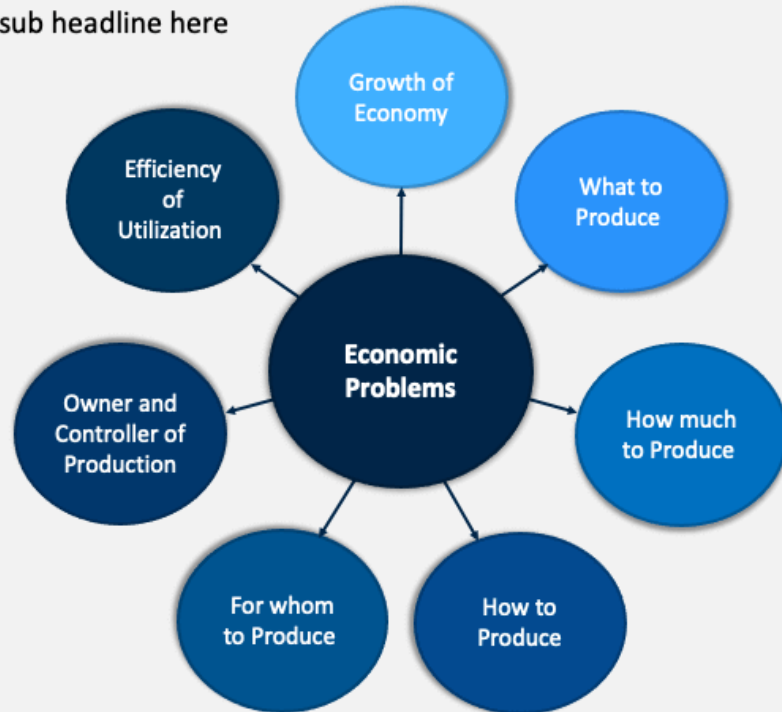 sub headline here
Growth of
Economy
What to
Produce
How much
to Produce
How to
Produce
For whom
to Produce
Owner and
Controller of
Production
Efficiency
of
Utilization
Economic
Problems